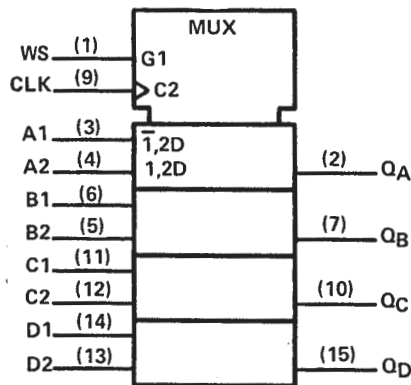 MUX
WS (1) G1
CLK (9) C2
A1 (3) 1̅,2D
A2 (4) 1,2D (2) QA
B1 (6)
B2 (5) (7) QB
C1 (11)
C2 (12) (10) QC
D1 (14)
D2 (13) (15) QD